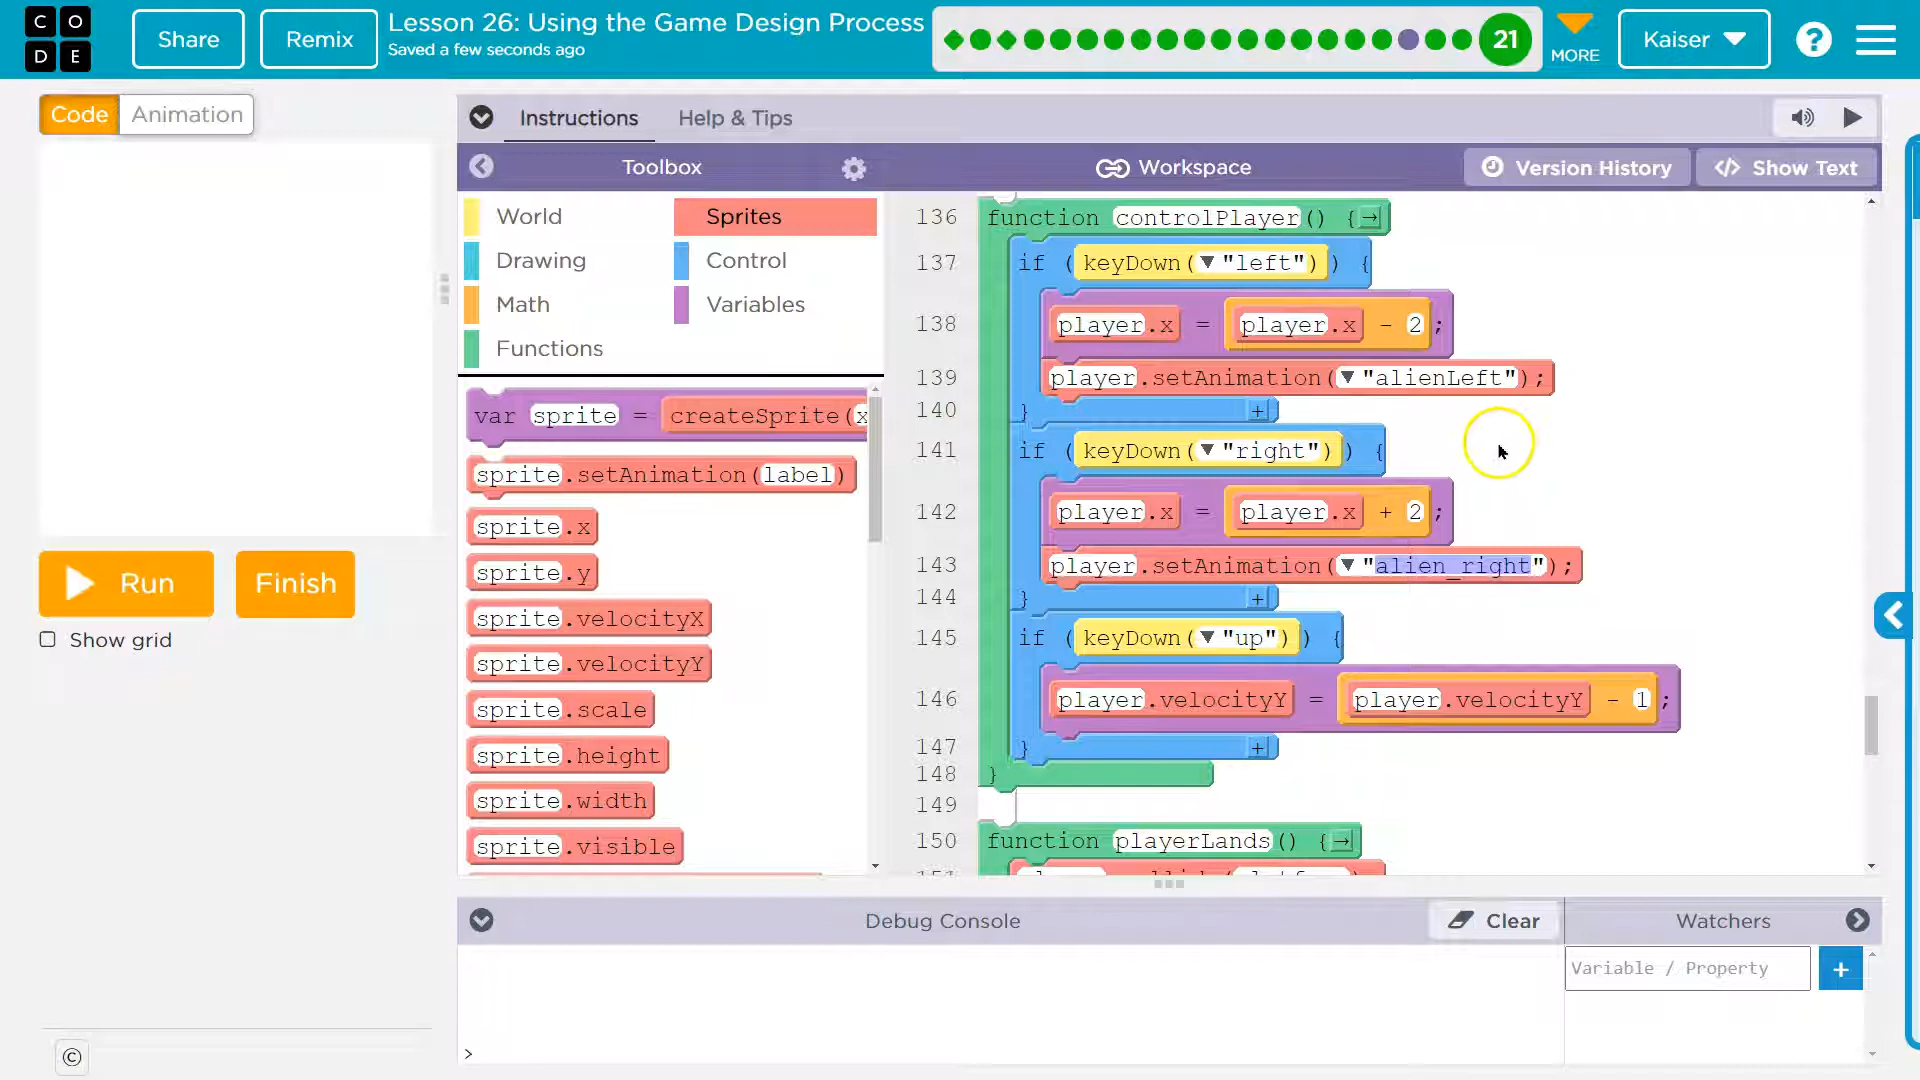 C O
D E
Share
Remix
Lesson 26: Using the Game Design Process
Saved a few seconds ago
21
MORE
Kaiser
?
Code
Animation
Instructions
Help & Tips
Toolbox
Workspace
Version History
</> Show Text
World
Sprites
Drawing
Control
Math
Variables
Functions
var sprite = createSprite(x
sprite.setAnimation(label)
sprite.x
sprite.y
sprite.velocityX
sprite.velocityY
sprite.scale
sprite.height
sprite.width
sprite.visible
136 function controlPlayer() {
137 if (keyDown("left")) {
138 player.x = player.x - 2;
139 player.setAnimation("alienLeft");
140 } +
141 if (keyDown("right")) {
142 player.x = player.x + 2;
143 player.setAnimation("alien_right");
144 } +
145 if (keyDown("up")) {
146 player.velocityY = player.velocityY - 1;
147 } +
148 }
149
150 function playerLands() {
Run
Finish
Show grid
Debug Console
Clear
Watchers
Variable / Property
+
>
©